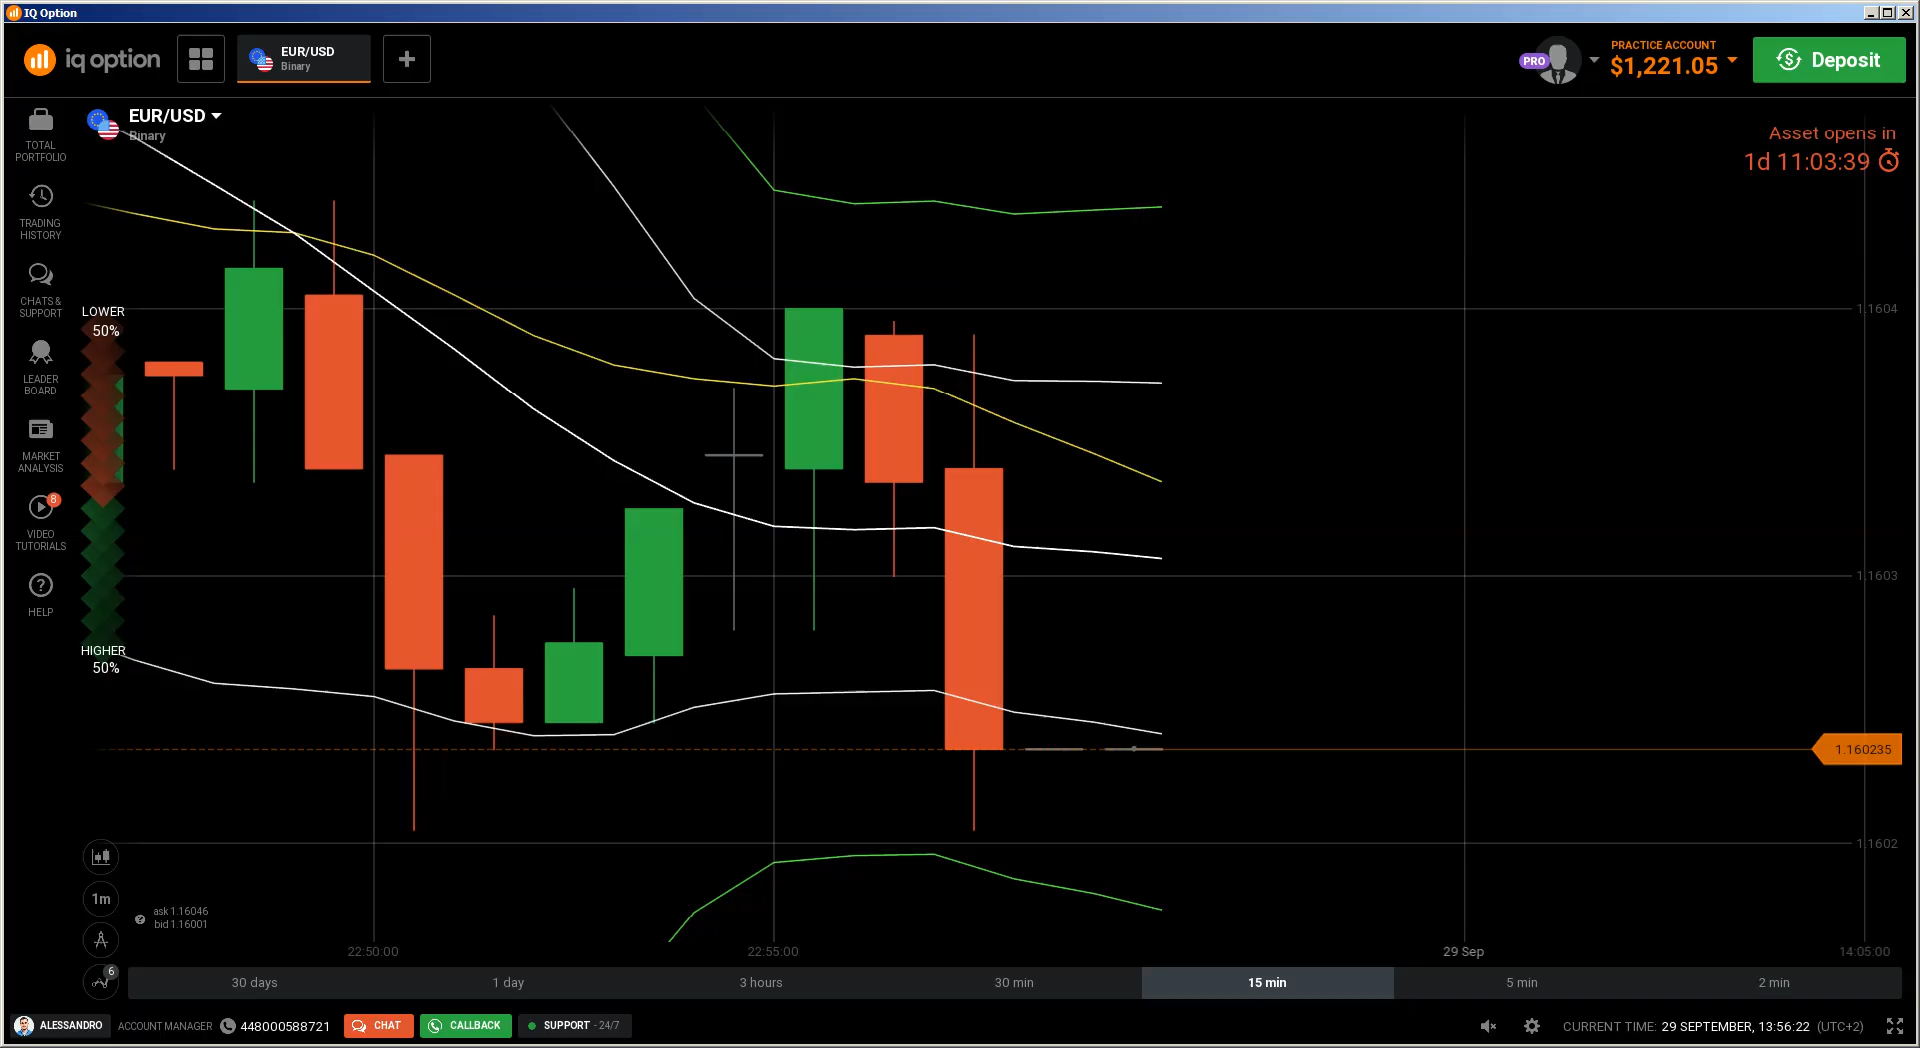 IQ Option
iq option
EUR/USD
Binary
+
PRO
PRACTICE ACCOUNT
$1,221.05
Deposit
EUR/USD
Binary
Asset opens in
1d 11:03:39
TOTAL
PORTFOLIO
TRADING
HISTORY
CHATS &
SUPPORT
LEADER
BOARD
MARKET
ANALYSIS
8
VIDEO
TUTORIALS
?
HELP
LOWER
50%
HIGHER
50%
1.1604
1.1603
1.160235
1.1602
1m
6
?
ask 1.16046
bid 1.16001
22:50:00
22:55:00
29 Sep
14:05:00
30 days
1 day
3 hours
30 min
15 min
5 min
2 min
ALESSANDRO
ACCOUNT MANAGER
448000588721
CHAT
CALLBACK
SUPPORT - 24/7
CURRENT TIME: 29 SEPTEMBER, 13:56:22 (UTC+2)